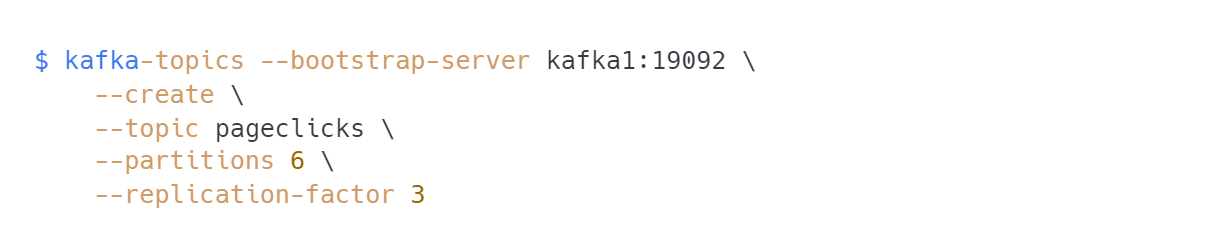 $ kafka-topics --bootstrap-server kafka1:19092 \
--create \
--topic pageclicks \
--partitions 6 \
--replication-factor 3